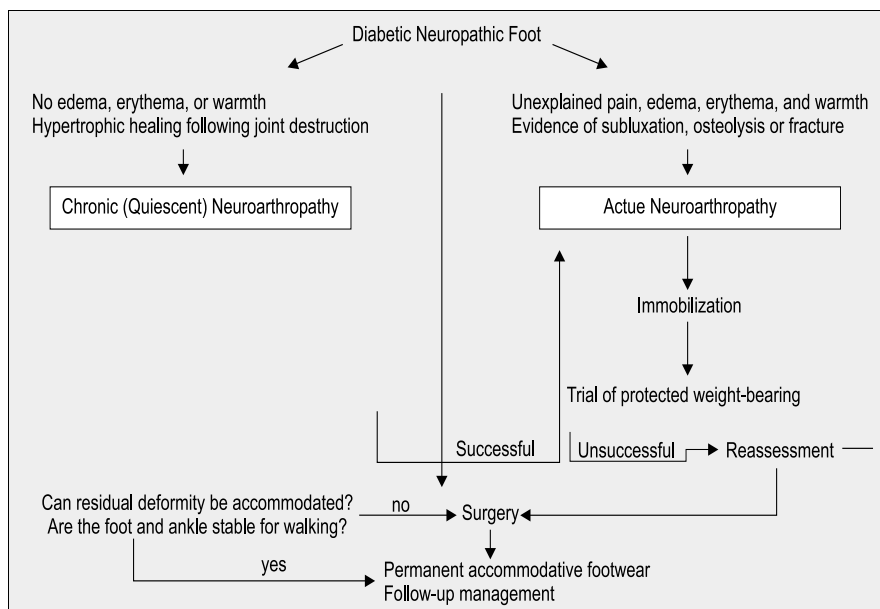 Diabetic Neuropathic Foot
No edema, erythema, or warmth
Hypertrophic healing following joint destruction
Unexplained pain, edema, erythema, and warmth
Evidence of subluxation, osteolysis or fracture
Chronic (Quiescent) Neuroarthropathy
Actue Neuroarthropathy
Immobilization
Trial of protected weight-bearing
Successful
Unsuccessful
Reassessment
Can residual deformity be accommodated?
Are the foot and ankle stable for walking?
no
Surgery
yes
Permanent accommodative footwear
Follow-up management